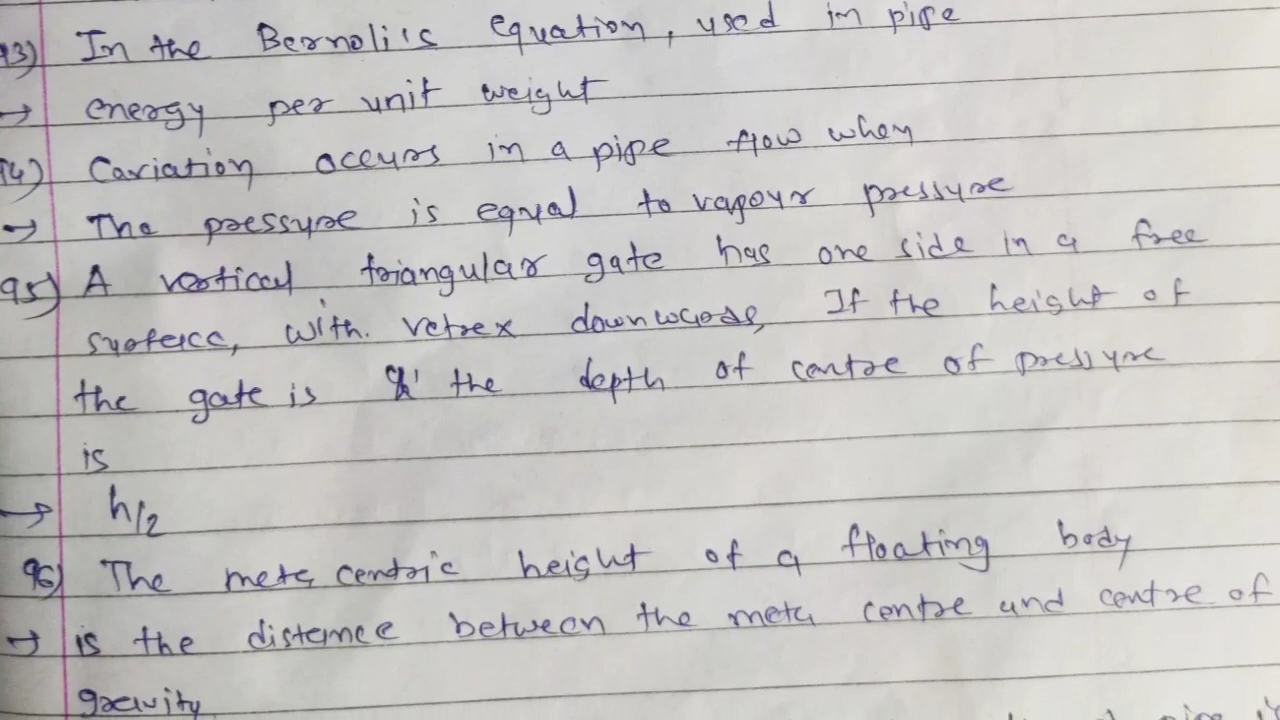 93) In the Bernoli's equation, used in pipe
→ energy per unit weight
94) Caviation occurs in a pipe flow when
→ The pressure is equal to vapour pressure
95) A vertical triangular gate has one side in a free
surface, with. vetrex downwards, If the height of
the gate is 'h' the depth of centre of pressure
is
→ h/2
96) The meta centric height of a floating body
→ is the distance between the meta centre and centre of
gravity